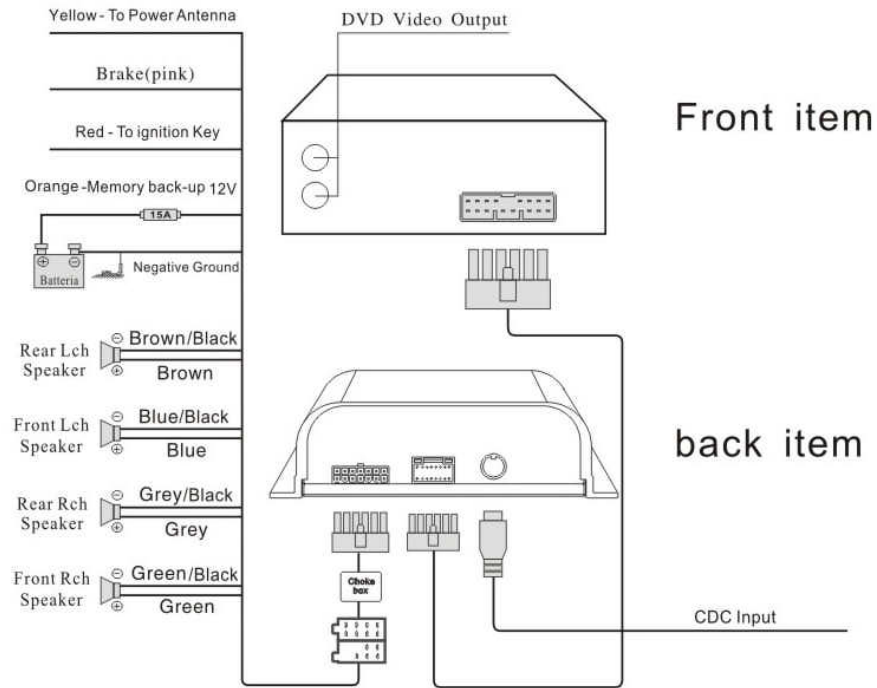 Yellow - To Power Antenna
DVD Video Output
Brake(pink)
Front item
Red - To ignition Key
Orange -Memory back-up 12V
15A
Batteria
Negative Ground
Rear Lch
Speaker
Brown/Black
Brown
Front Lch
Speaker
Blue/Black
Blue
back item
Rear Rch
Speaker
Grey/Black
Grey
Front Rch
Speaker
Green/Black
Green
Choke
box
CDC Input